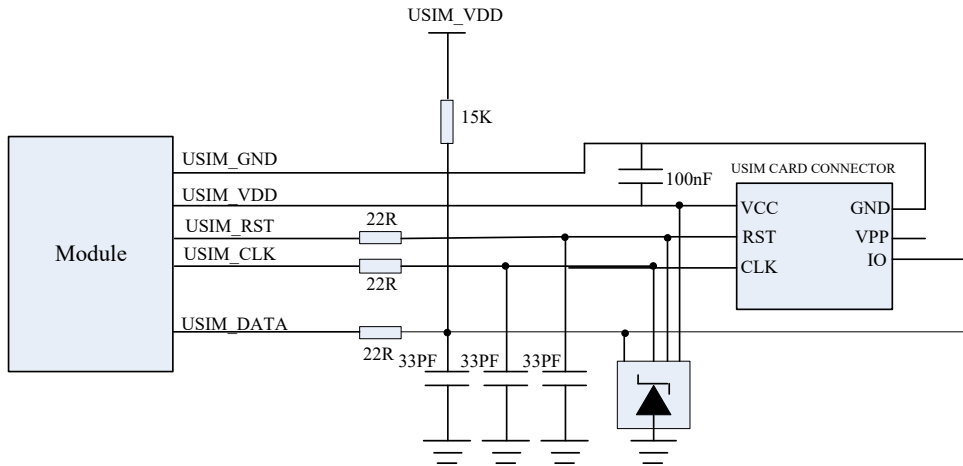 USIM_VDD
15K
USIM_GND
100nF
USIM CARD CONNECTOR
USIM_VDD
VCC
GND
22R
USIM_RST
RST
VPP
Module
USIM_CLK
22R
CLK
IO
USIM_DATA
22R
33PF
33PF
33PF